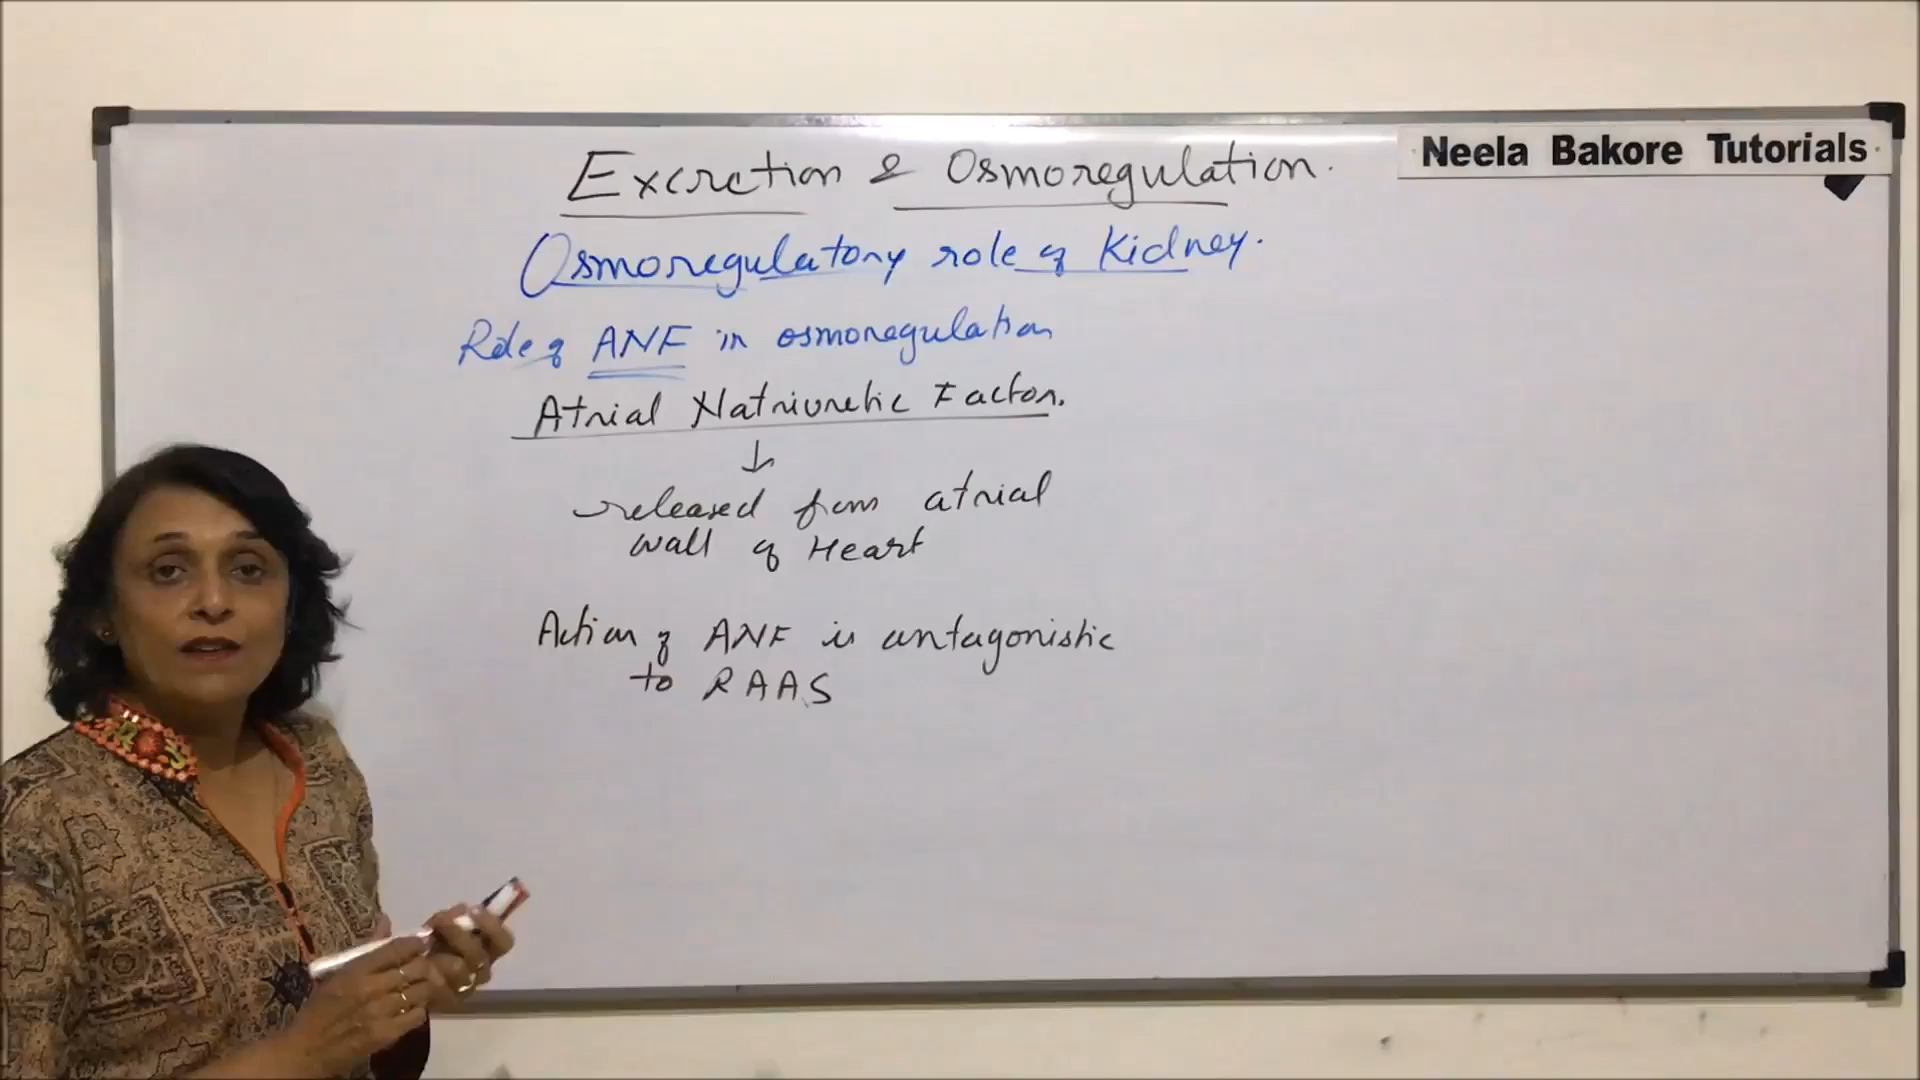 Neela Bakore Tutorials
Excretion & Osmoregulation.
Osmoregulatory role of Kidney.
Role of ANF in osmoregulation
Atrial Natriuretic Factor.
↓
released from atrial
wall of Heart
Action of ANF is antagonistic
to RAAS